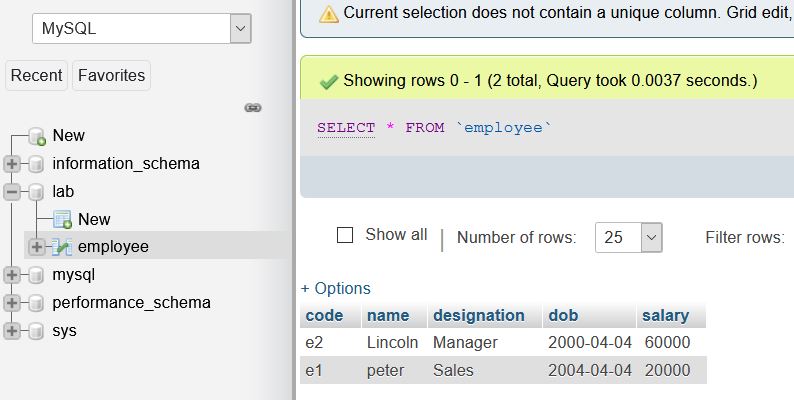 MySQL
Recent Favorites
New
information_schema
lab
New
employee
mysql
performance_schema
sys
Current selection does not contain a unique column. Grid edit,
Showing rows 0 - 1 (2 total, Query took 0.0037 seconds.)
SELECT * FROM `employee`
Show all | Number of rows: 25 Filter rows:
+ Options
code name designation dob salary
e2 Lincoln Manager 2000-04-04 60000
e1 peter Sales 2004-04-04 20000